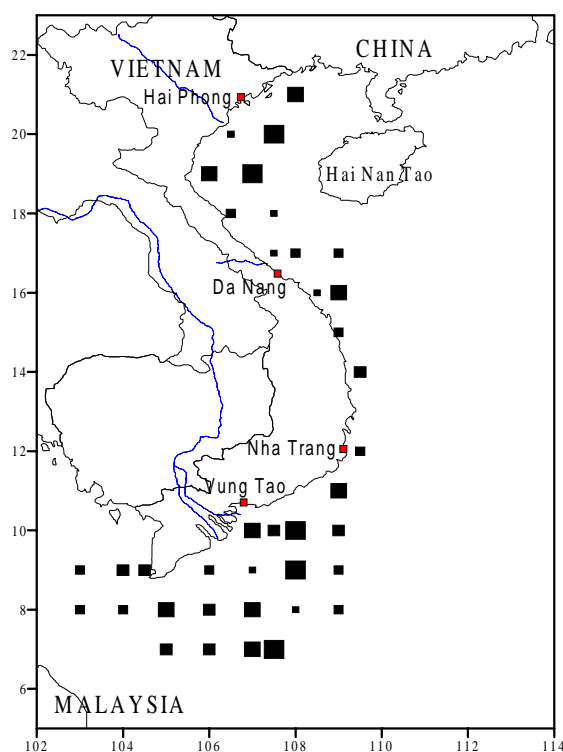 22
CHINA
VIETNAM
Hai Phong
20
Hai Nan Tao
18
Da Nang
16
14
Nha Trang
12
Vung Tao
10
8
6
MALAYSIA
102 104 106 108 110 112 114